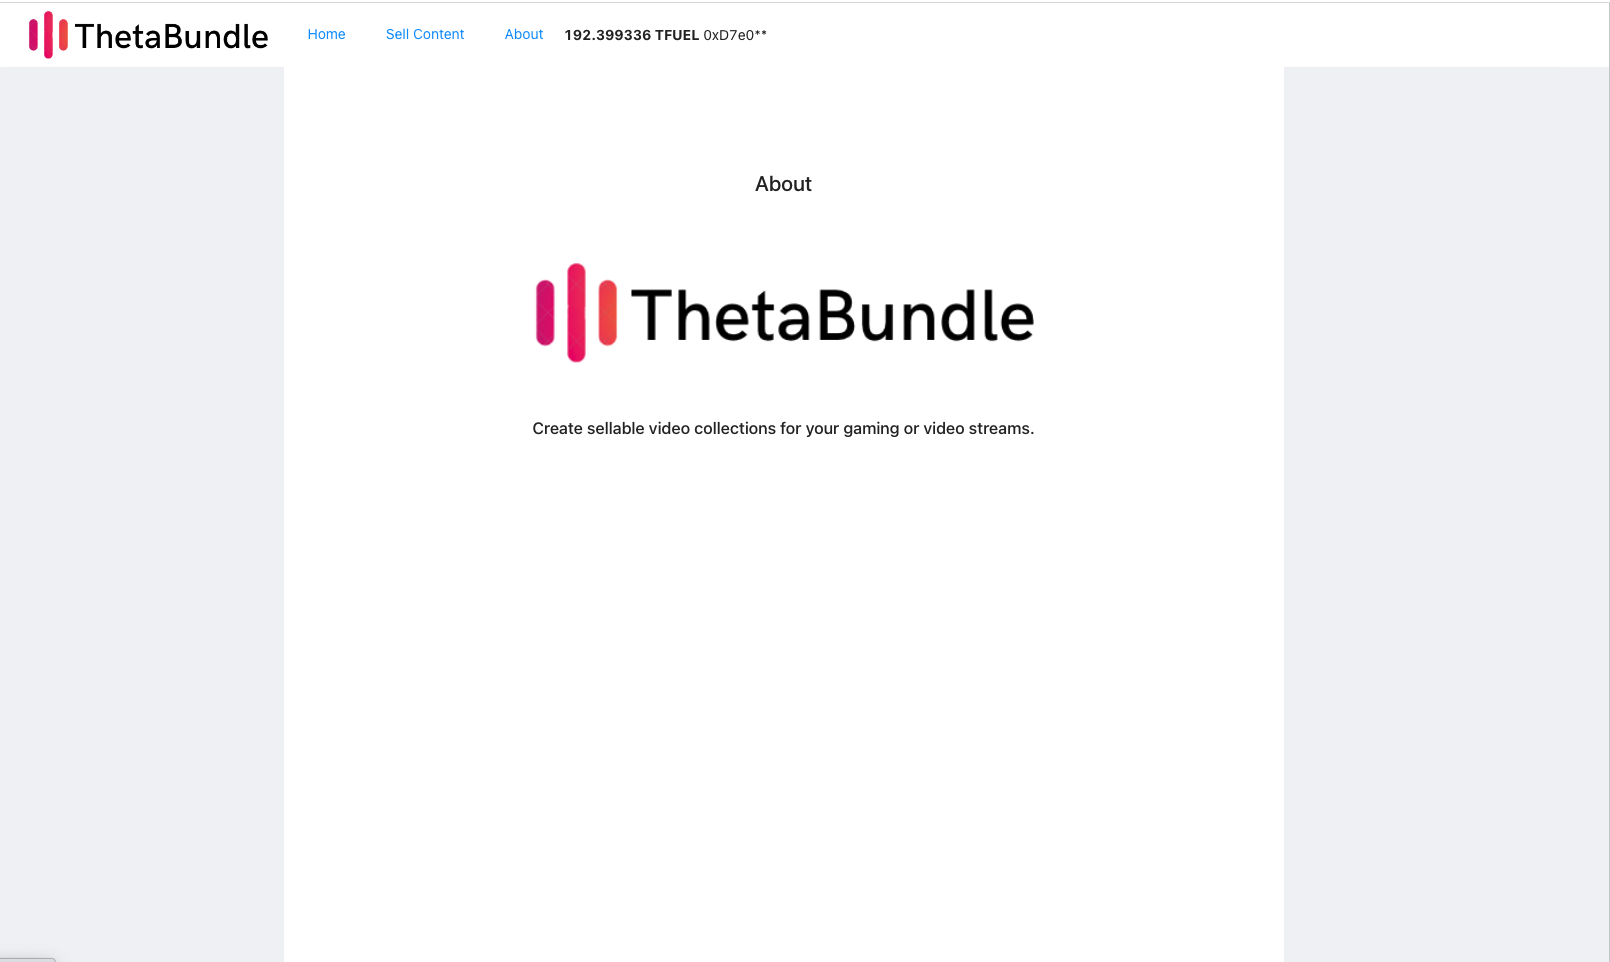 ThetaBundle Home Sell Content About 192.399336 TFUEL 0xD7e0**
About
ThetaBundle
Create sellable video collections for your gaming or video streams.